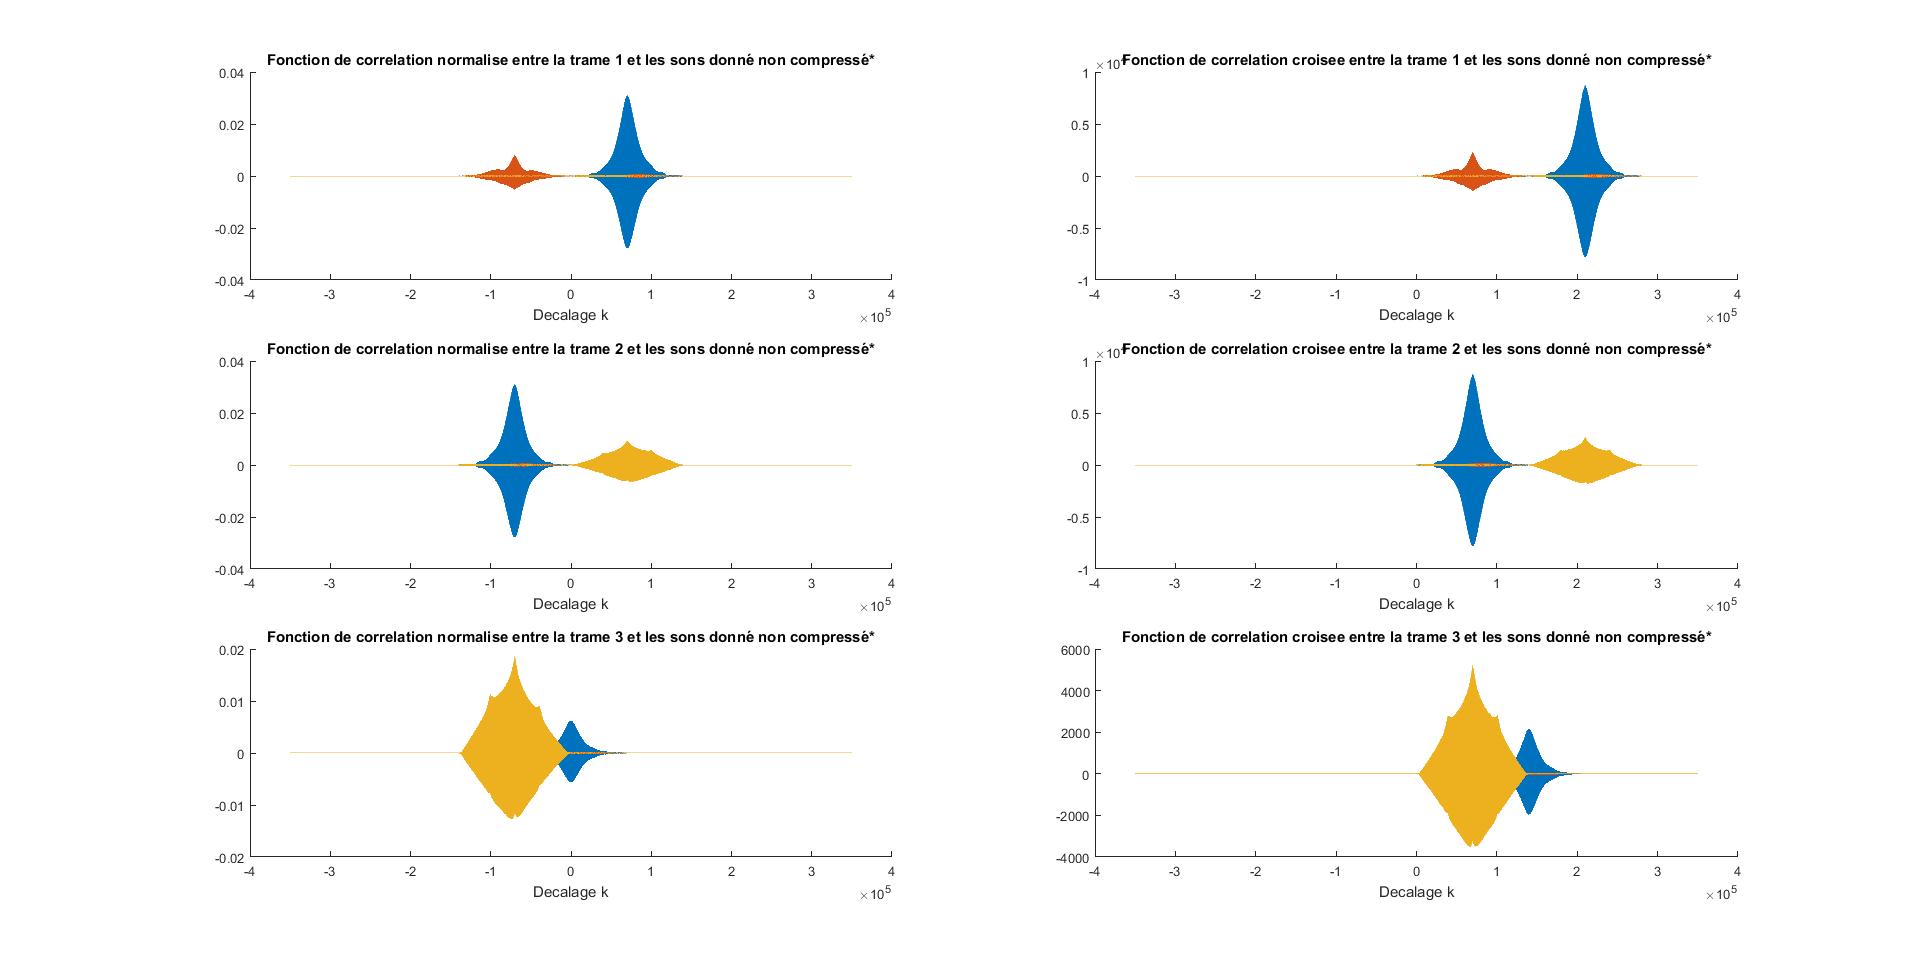 Fonction de correlation normalise entre la trame 1 et les sons donné non compressé*
0.04
0.02
0
-0.02
-0.04
-4 -3 -2 -1 0 1 2 3 4
Decalage k
×10^5
Fonction de correlation croisee entre la trame 1 et les sons donné non compressé*
1
0.5
0
-0.5
-1
-4 -3 -2 -1 0 1 2 3 4
Decalage k
×10^5
Fonction de correlation normalise entre la trame 2 et les sons donné non compressé*
0.04
0.02
0
-0.02
-0.04
-4 -3 -2 -1 0 1 2 3 4
Decalage k
×10^5
Fonction de correlation croisee entre la trame 2 et les sons donné non compressé*
1
0.5
0
-0.5
-1
-4 -3 -2 -1 0 1 2 3 4
Decalage k
×10^5
Fonction de correlation normalise entre la trame 3 et les sons donné non compressé*
0.02
0.01
0
-0.01
-0.02
-4 -3 -2 -1 0 1 2 3 4
Decalage k
×10^5
Fonction de correlation croisee entre la trame 3 et les sons donné non compressé*
6000
4000
2000
0
-2000
-4000
-4 -3 -2 -1 0 1 2 3 4
Decalage k
×10^5